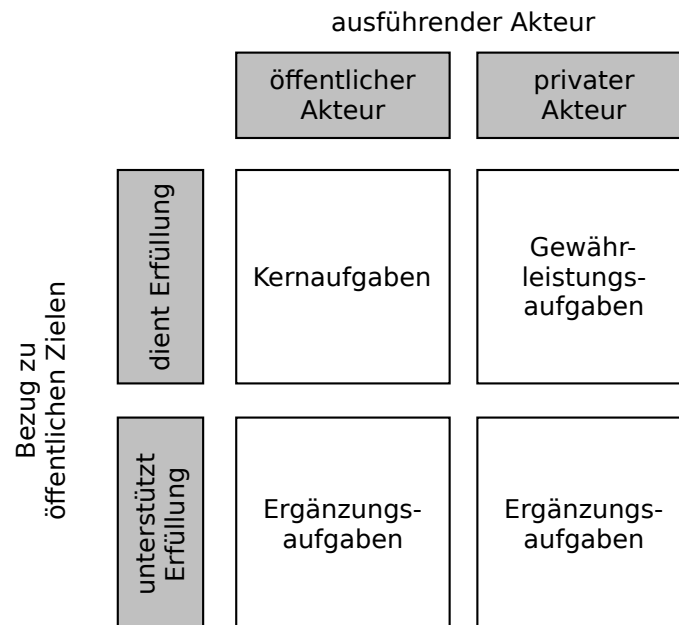 ausführender Akteur
öffentlicher
Akteur
privater
Akteur
Bezug zu
öffentlichen Zielen
dient Erfüllung
Kernaufgaben
Gewähr-
leistungs-
aufgaben
unterstützt
Erfüllung
Ergänzungs-
aufgaben
Ergänzungs-
aufgaben